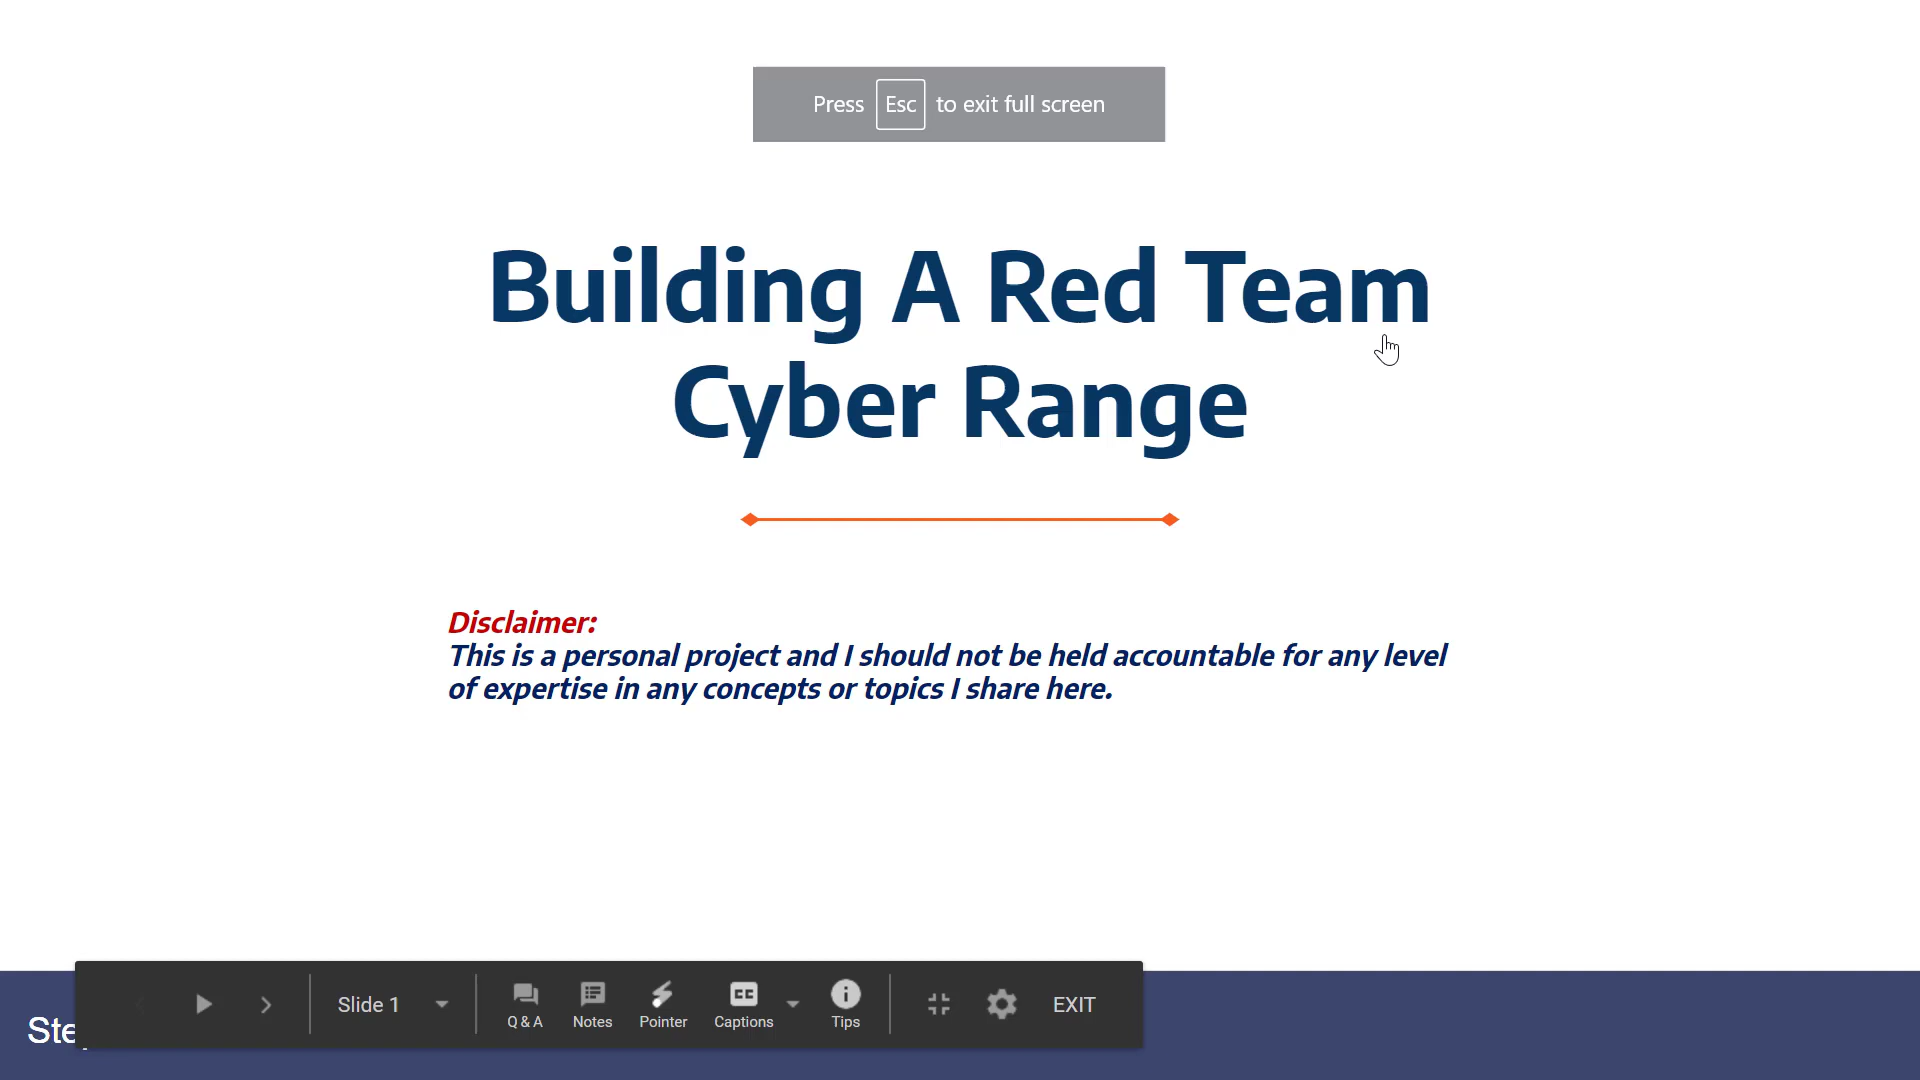 Press Esc to exit full screen
Building A Red Team
Cyber Range
Disclaimer:
This is a personal project and I should not be held accountable for any level
of expertise in any concepts or topics I share here.
Slide 1
Q & A
Notes
Pointer
CC
Captions
Tips
EXIT